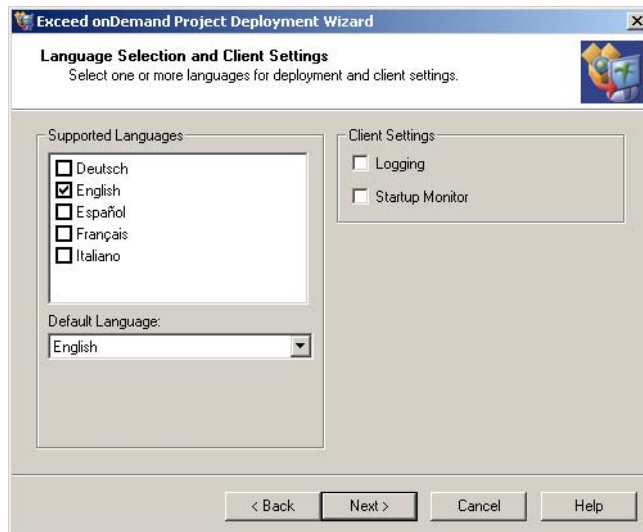 Exceed onDemand Project Deployment Wizard
Language Selection and Client Settings
Select one or more languages for deployment and client settings.
Supported Languages
Deutsch
English
Español
Français
Italiano
Default Language:
English
Client Settings
Logging
Startup Monitor
< Back
Next >
Cancel
Help